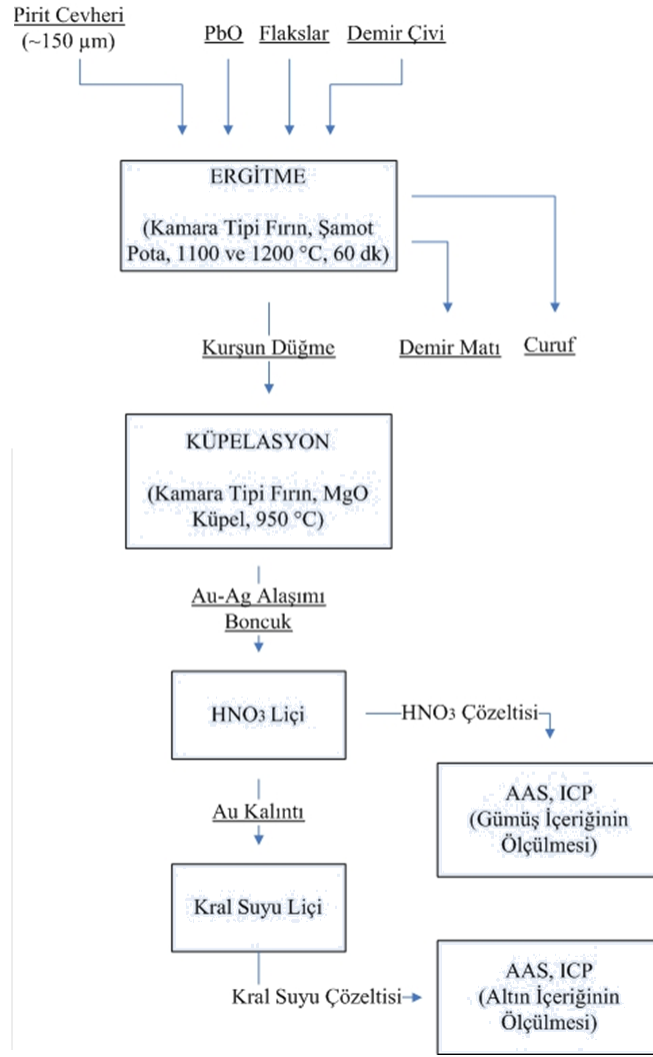 Pirit Cevheri
(~150 µm)
PbO
Flakslar
Demir Çivi
ERGİTME
(Kamara Tipi Fırın, Şamot
Pota, 1100 ve 1200 °C, 60 dk)
Kurşun Düğme
Demir Matı
Curuf
KÜPELASYON
(Kamara Tipi Fırın, MgO
Küpel, 950 °C)
Au-Ag Alaşımı
Boncuk
HNO₃ Liçi
HNO₃ Çözeltisi
AAS, ICP
(Gümüş İçeriğinin
Ölçülmesi)
Au Kalıntı
Kral Suyu Liçi
Kral Suyu Çözeltisi
AAS, ICP
(Altın İçeriğinin
Ölçülmesi)